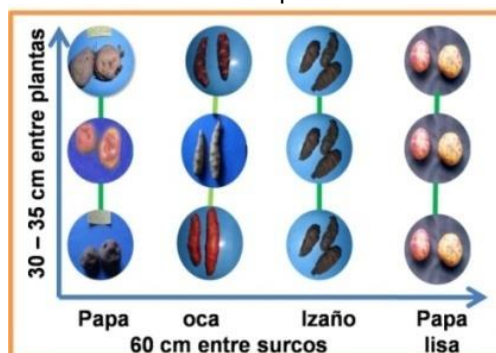 30 – 35 cm entre plantas
Papa oca Izaño Papa lisa
60 cm entre surcos